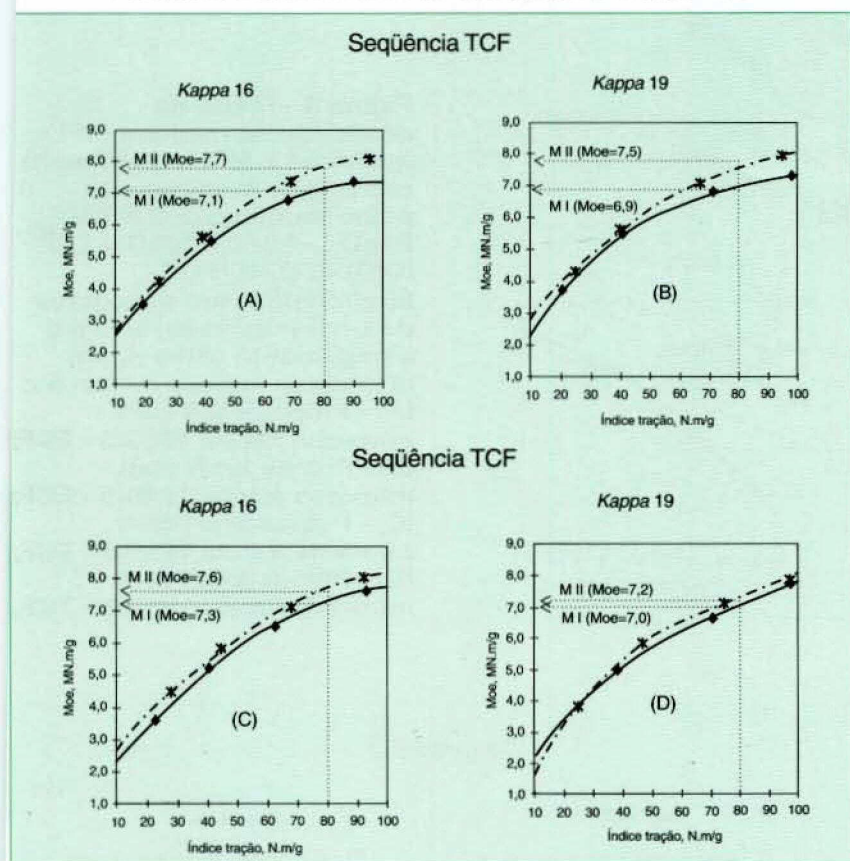 Seqüência TCF
Kappa 16
Moe, MN.m/g
9,0
8,0
7,0
6,0
5,0
4,0
3,0
2,0
1,0
M II (Moe=7,7)
M I (Moe=7,1)
(A)
10 20 30 40 50 60 70 80 90 100
Índice tração, N.m/g
Kappa 19
Moe, MN.m/g
9,0
8,0
7,0
6,0
5,0
4,0
3,0
2,0
1,0
M II (Moe=7,5)
M I (Moe=6,9)
(B)
10 20 30 40 50 60 70 80 90 100
Índice tração, N.m/g
Seqüência TCF
Kappa 16
Moe, MN.m/g
9,0
8,0
7,0
6,0
5,0
4,0
3,0
2,0
1,0
M II (Moe=7,6)
M I (Moe=7,3)
(C)
10 20 30 40 50 60 70 80 90 100
Índice tração, N.m/g
Kappa 19
Moe, MN.m/g
9,0
8,0
7,0
6,0
5,0
4,0
3,0
2,0
1,0
M II (Moe=7,2)
M I (Moe=7,0)
(D)
10 20 30 40 50 60 70 80 90 100
Índice tração, N.m/g